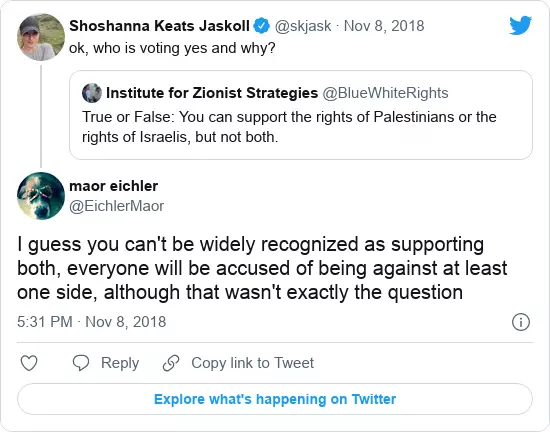 Shoshanna Keats Jaskoll @skjask · Nov 8, 2018
ok, who is voting yes and why?
Institute for Zionist Strategies @BlueWhiteRights
True or False: You can support the rights of Palestinians or the
rights of Israelis, but not both.
maor eichler
@EichlerMaor
I guess you can't be widely recognized as supporting
both, everyone will be accused of being against at least
one side, although that wasn't exactly the question
5:31 PM · Nov 8, 2018
Reply Copy link to Tweet
Explore what's happening on Twitter